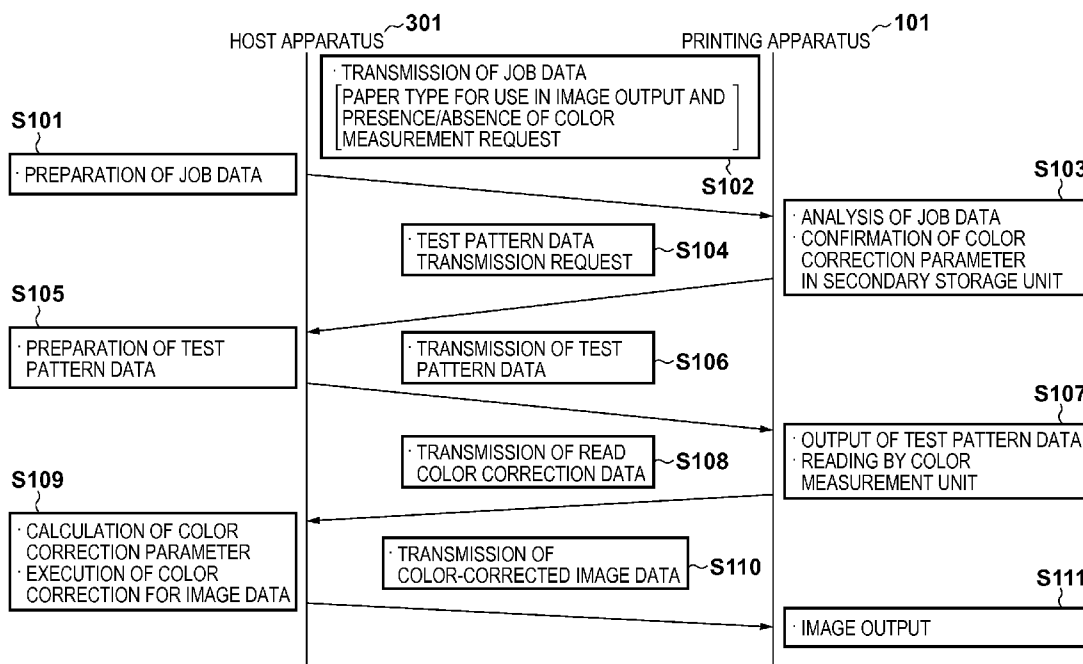 301
HOST APPARATUS
101
PRINTING APPARATUS
· TRANSMISSION OF JOB DATA
[PAPER TYPE FOR USE IN IMAGE OUTPUT AND
PRESENCE/ABSENCE OF COLOR
MEASUREMENT REQUEST]
S101
· PREPARATION OF JOB DATA
S102
S103
· ANALYSIS OF JOB DATA
· CONFIRMATION OF COLOR
CORRECTION PARAMETER
IN SECONDARY STORAGE UNIT
· TEST PATTERN DATA
TRANSMISSION REQUEST
S104
S105
· PREPARATION OF TEST
PATTERN DATA
· TRANSMISSION OF TEST
PATTERN DATA
S106
S107
· OUTPUT OF TEST PATTERN DATA
· READING BY COLOR
MEASUREMENT UNIT
· TRANSMISSION OF READ
COLOR CORRECTION DATA
S108
S109
· CALCULATION OF COLOR
CORRECTION PARAMETER
· EXECUTION OF COLOR
CORRECTION FOR IMAGE DATA
· TRANSMISSION OF
COLOR-CORRECTED IMAGE DATA
S110
S111
· IMAGE OUTPUT